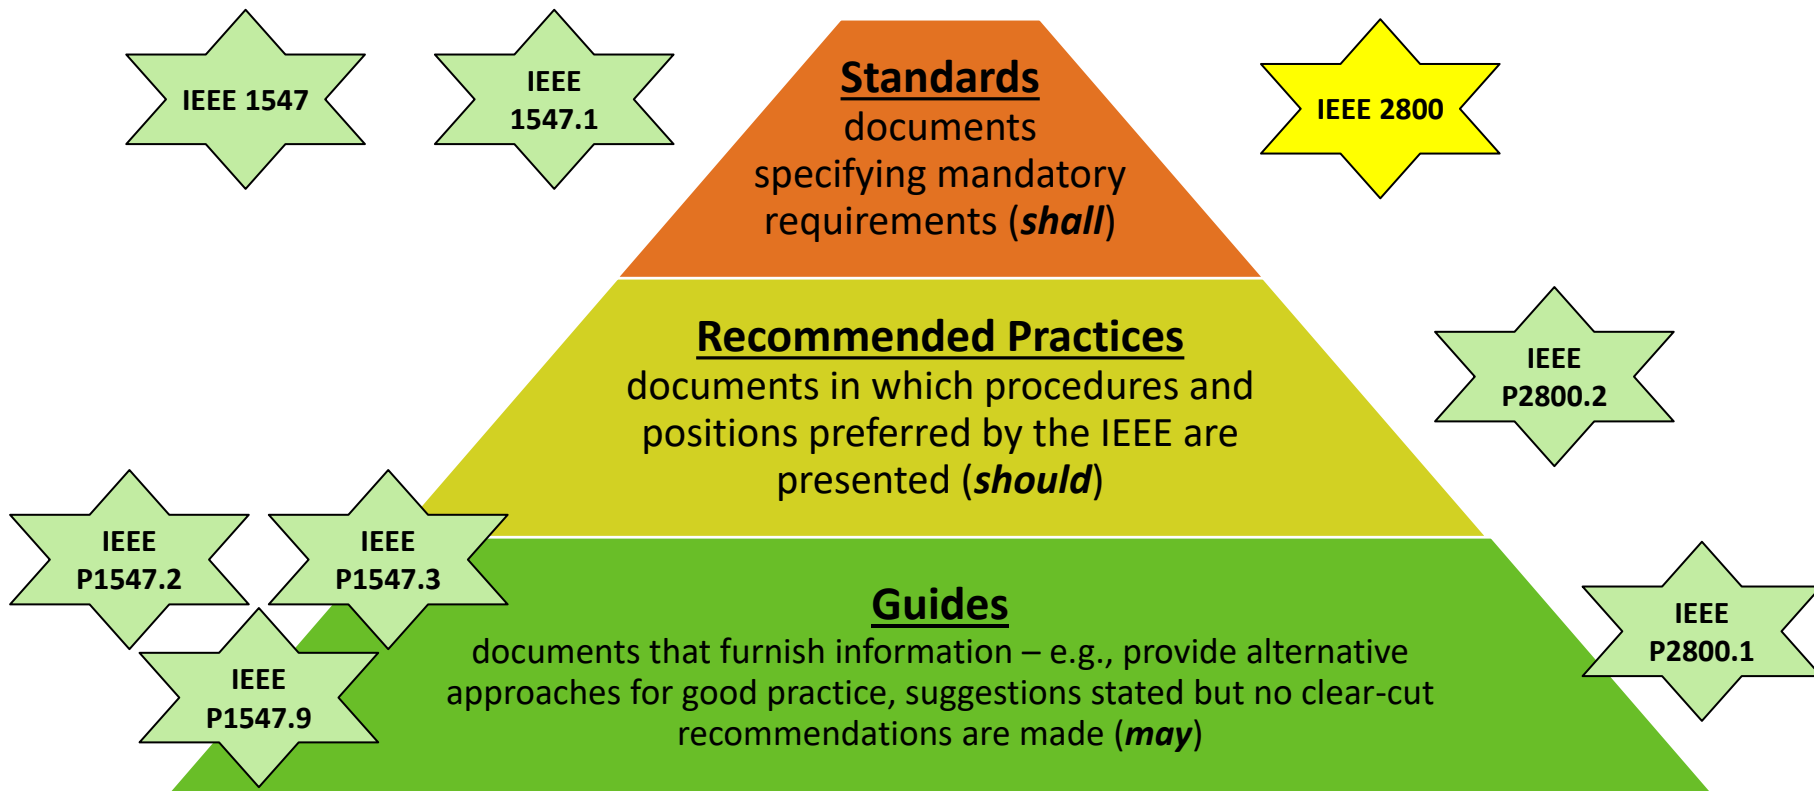 IEEE 1547
IEEE
1547.1
Standards
documents
specifying mandatory
requirements (shall)
IEEE 2800
Recommended Practices
documents in which procedures and
positions preferred by the IEEE are
presented (should)
IEEE
P2800.2
IEEE
P1547.2
IEEE
P1547.3
IEEE
P1547.9
Guides
documents that furnish information – e.g., provide alternative
approaches for good practice, suggestions stated but no clear-cut
recommendations are made (may)
IEEE
P2800.1